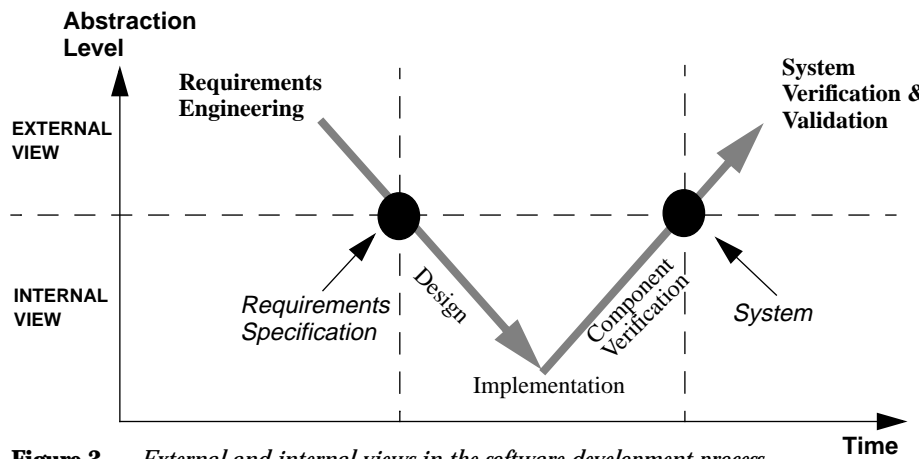 Abstraction
Level
Requirements
Engineering
System
Verification &
Validation
EXTERNAL
VIEW
INTERNAL
VIEW
Requirements
Specification
Design
Component
Verification
System
Implementation
Time
Figure 3 External and internal views in the software development process